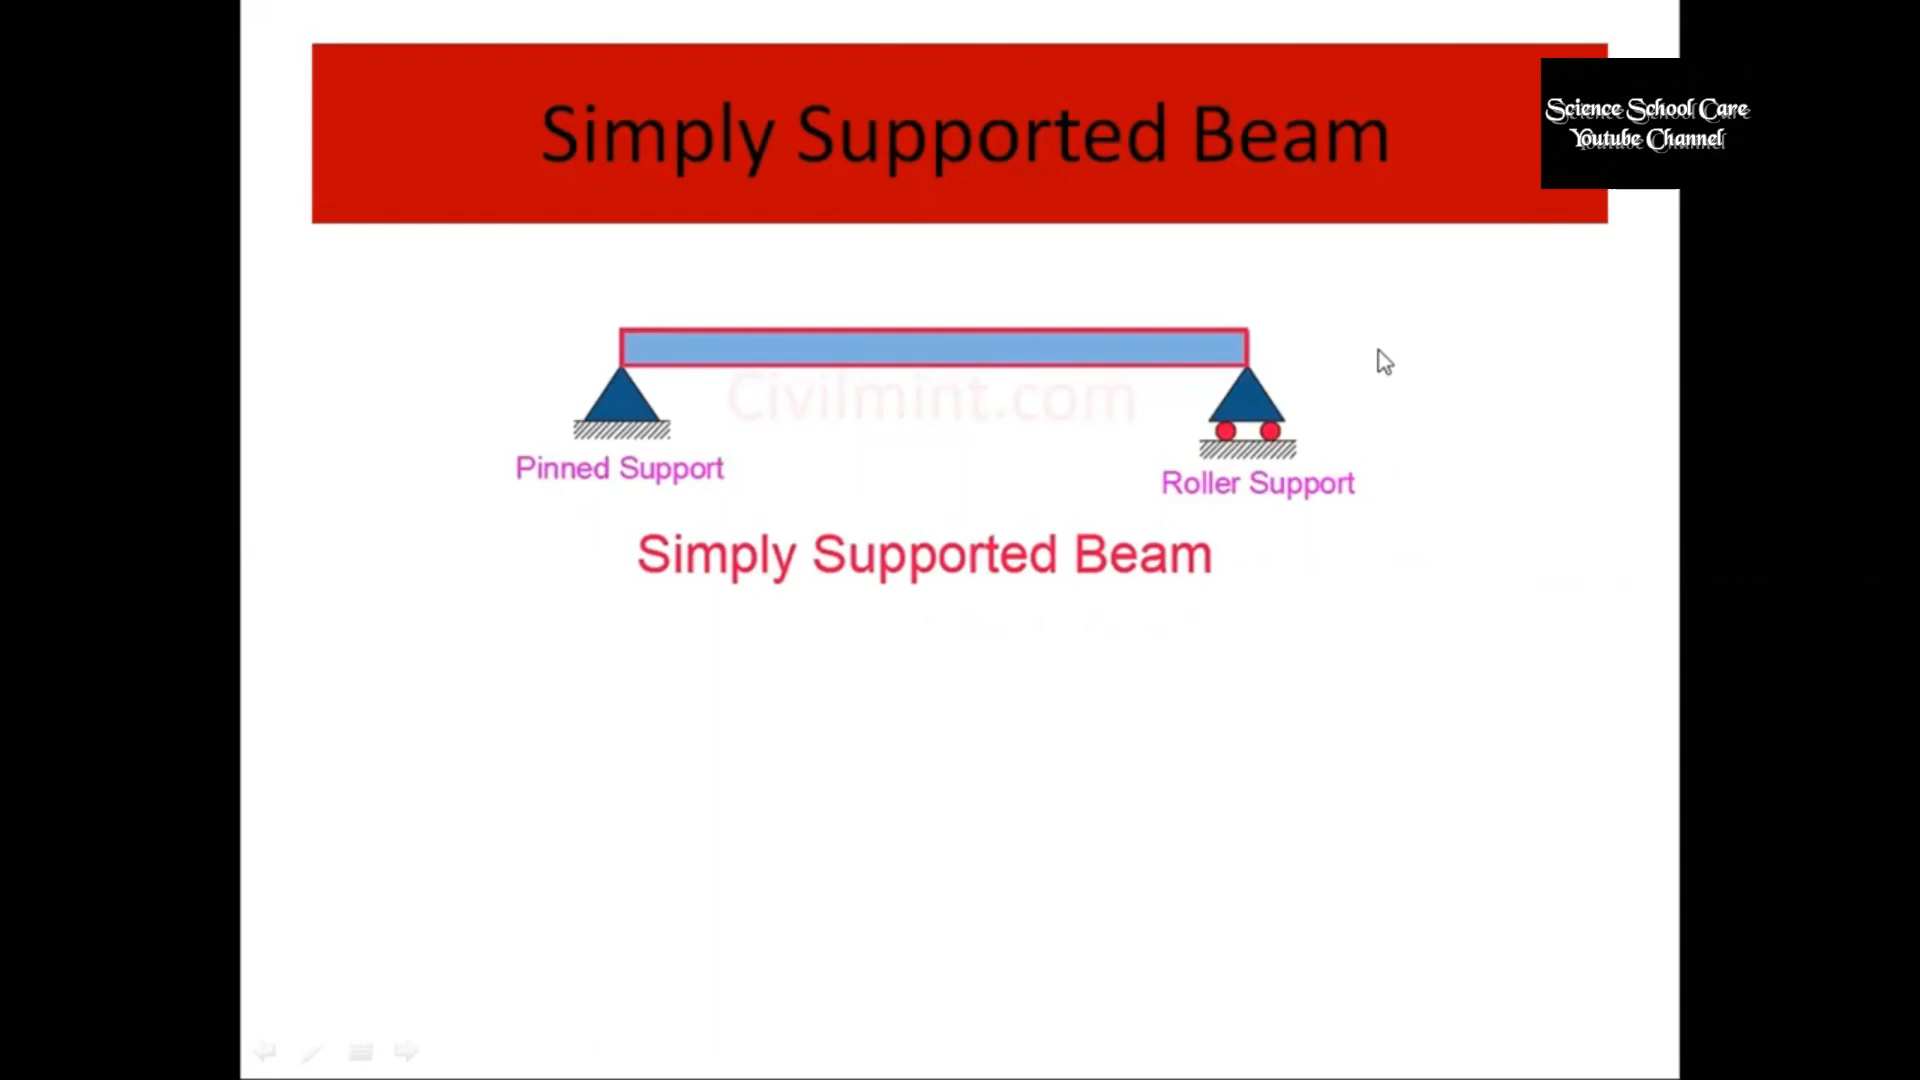 Simply Supported Beam
Science School Care
Youtube Channel
Civilmint.com
Pinned Support
Roller Support
Simply Supported Beam